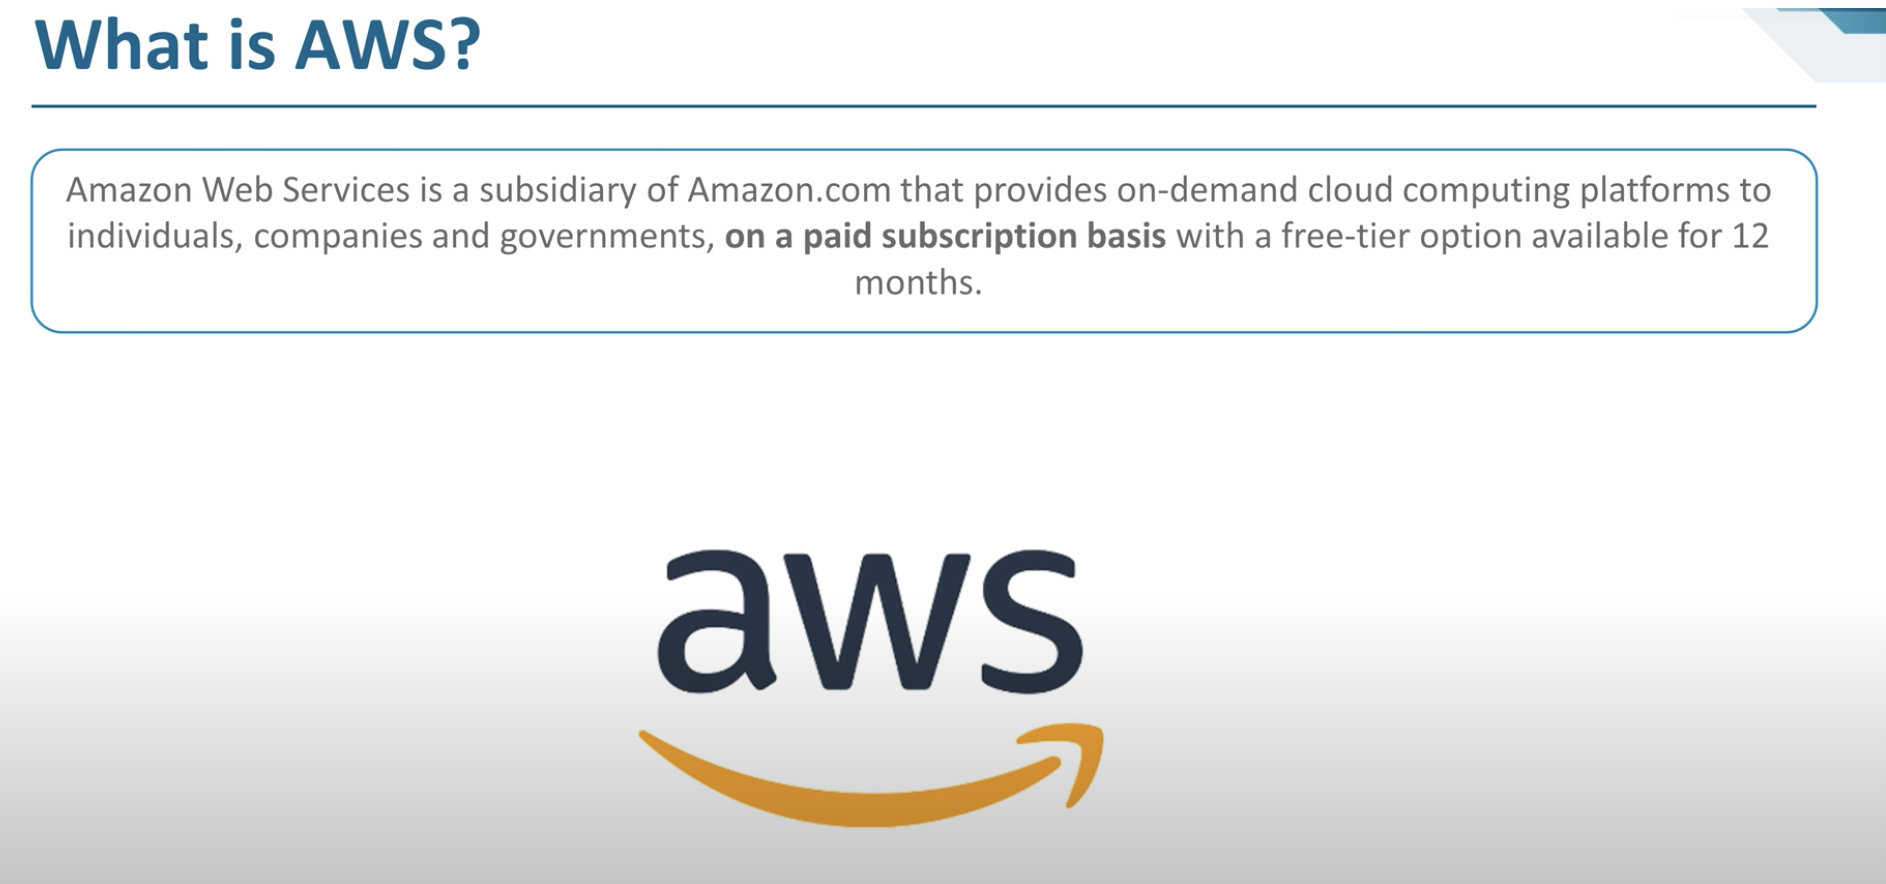 What is AWS?
Amazon Web Services is a subsidiary of Amazon.com that provides on-demand cloud computing platforms to
individuals, companies and governments, on a paid subscription basis with a free-tier option available for 12
months.
aws